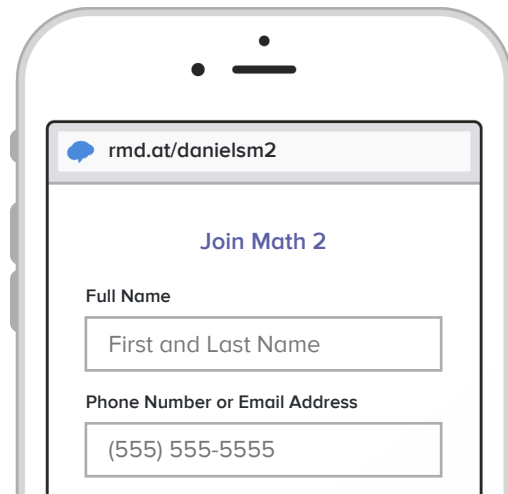 rmd.at/danielsm2
Join Math 2
Full Name
First and Last Name
Phone Number or Email Address
(555) 555-5555